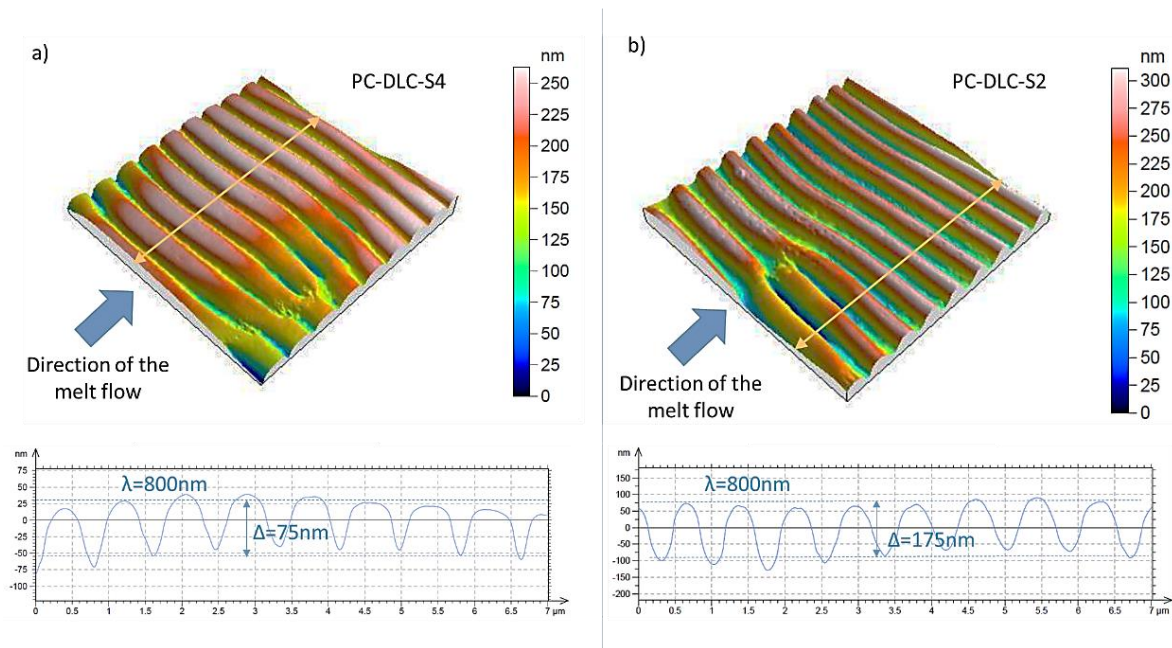 a)
PC-DLC-S4
nm
250
225
200
175
150
125
100
75
50
25
0
Direction of the
melt flow
nm
75
50
25
0
-25
-50
-75
-100
λ=800nm
Δ=75nm
0 0.5 1 1.5 2 2.5 3 3.5 4 4.5 5 5.5 6 6.5 7 µm
b)
PC-DLC-S2
nm
300
275
250
225
200
175
150
125
100
75
50
25
0
Direction of the
melt flow
nm
150
100
50
0
-50
-100
-150
-200
λ=800nm
Δ=175nm
0 0.5 1 1.5 2 2.5 3 3.5 4 4.5 5 5.5 6 6.5 7 µm